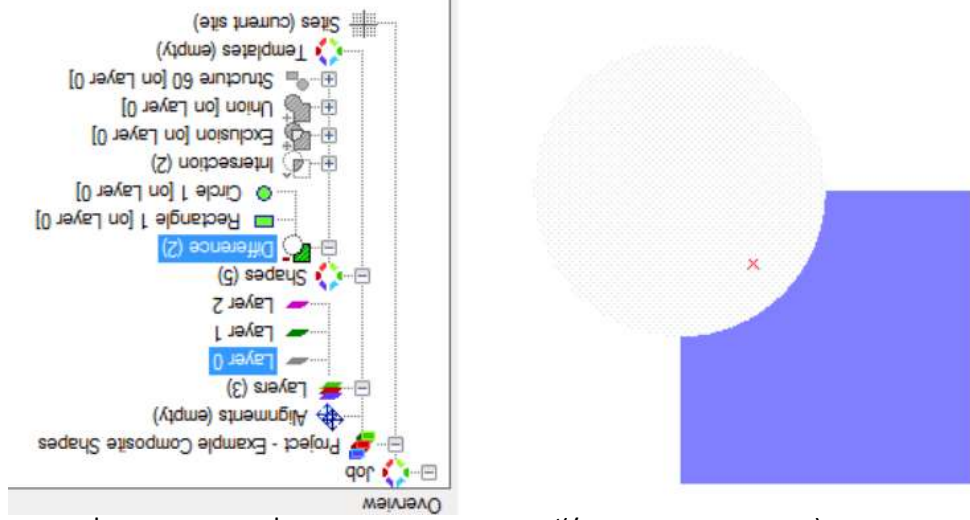 Overview
Job
Project - Example Composite Shapes
Alignments (empty)
Layers (3)
Layer 0
Layer 1
Layer 2
Shapes (5)
Difference (2)
Rectangle 1 [on Layer 0]
Circle 1 [on Layer 0]
Intersection (2)
Exclusion [on Layer 0]
Union [on Layer 0]
Structure 60 [on Layer 0]
Templates (empty)
Sites (current site)